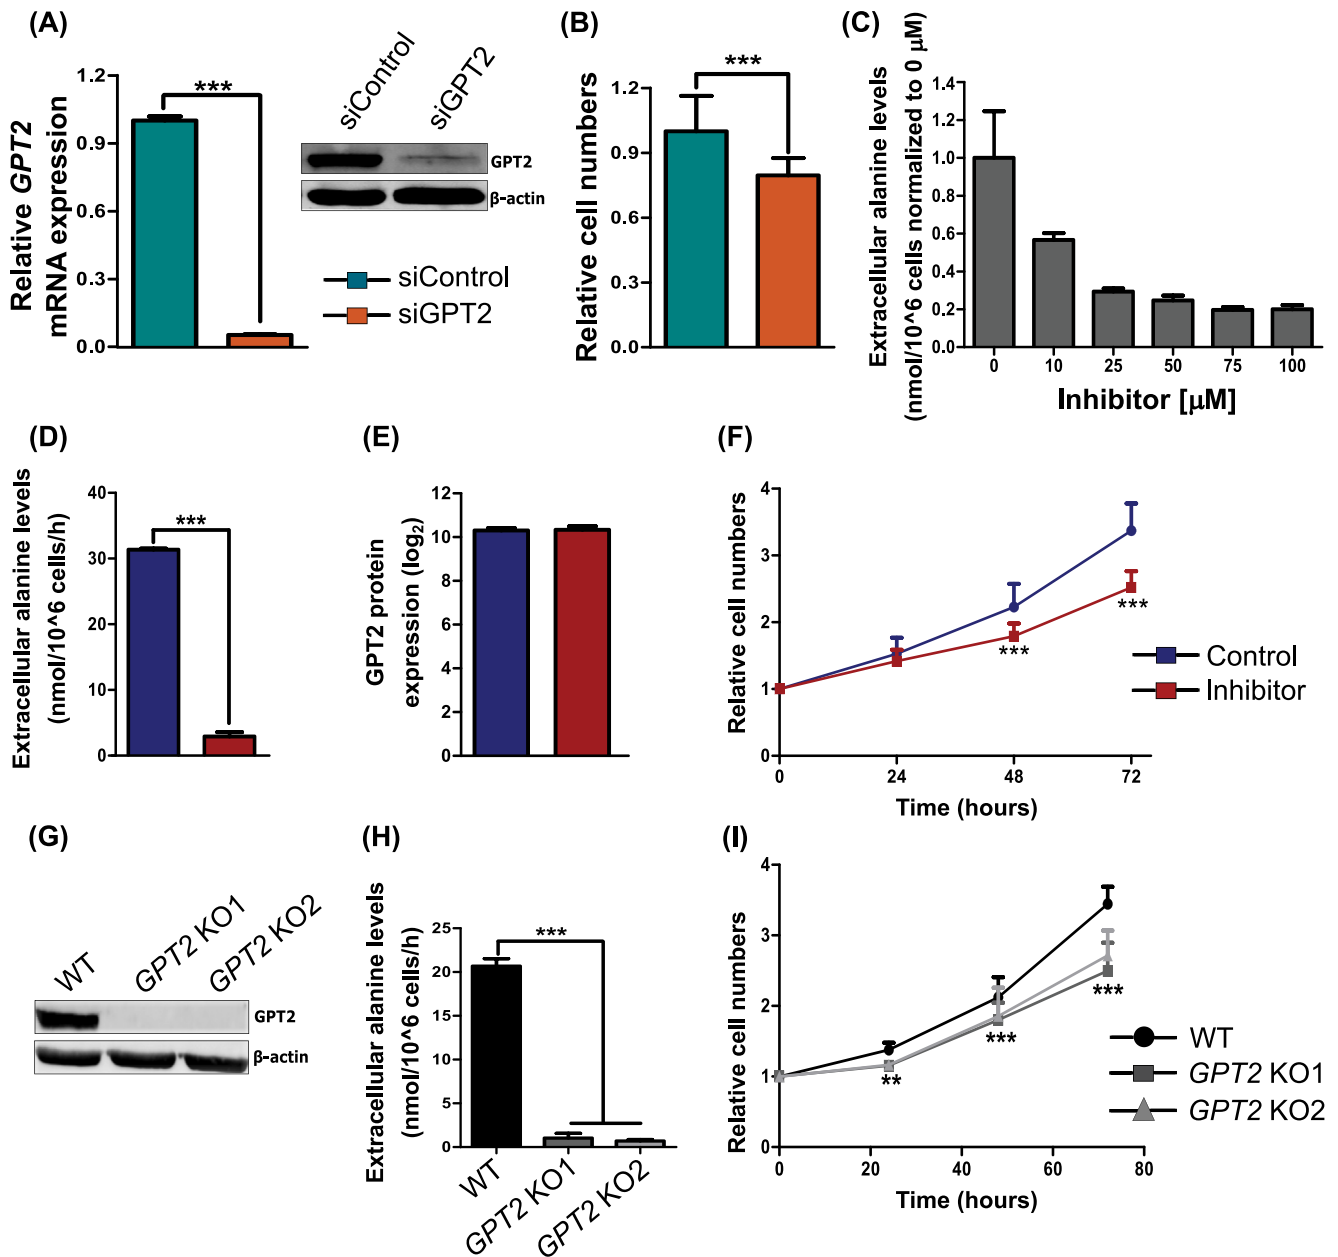 (A)
Relative GPT2
mRNA expression
1.2
0.9
0.6
0.3
0.0
***
siControl
siGPT2
GPT2
β-actin
siControl
siGPT2
(B)
Relative cell numbers
1.2
0.9
0.6
0.3
0.0
***
(C)
Extracellular alanine levels
(nmol/10^6 cells normalized to 0 μM)
1.4
1.2
1.0
0.8
0.6
0.4
0.2
0.0
0 10 25 50 75 100
Inhibitor [μM]
(D)
Extracellular alanine levels
(nmol/10^6 cells/h)
40
30
20
10
0
***
(E)
GPT2 protein
expression (log2)
12
10
8
6
4
2
0
(F)
Relative cell numbers
4
3
2
1
0
0 24 48 72
Time (hours)
***
***
Control
Inhibitor
(G)
WT
GPT2 KO1
GPT2 KO2
GPT2
β-actin
(H)
Extracellular alanine levels
(nmol/10^6 cells/h)
25
20
15
10
5
0
***
WT
GPT2 KO1
GPT2 KO2
(I)
Relative cell numbers
4
3
2
1
0
0 20 40 60 80
Time (hours)
**
***
***
WT
GPT2 KO1
GPT2 KO2